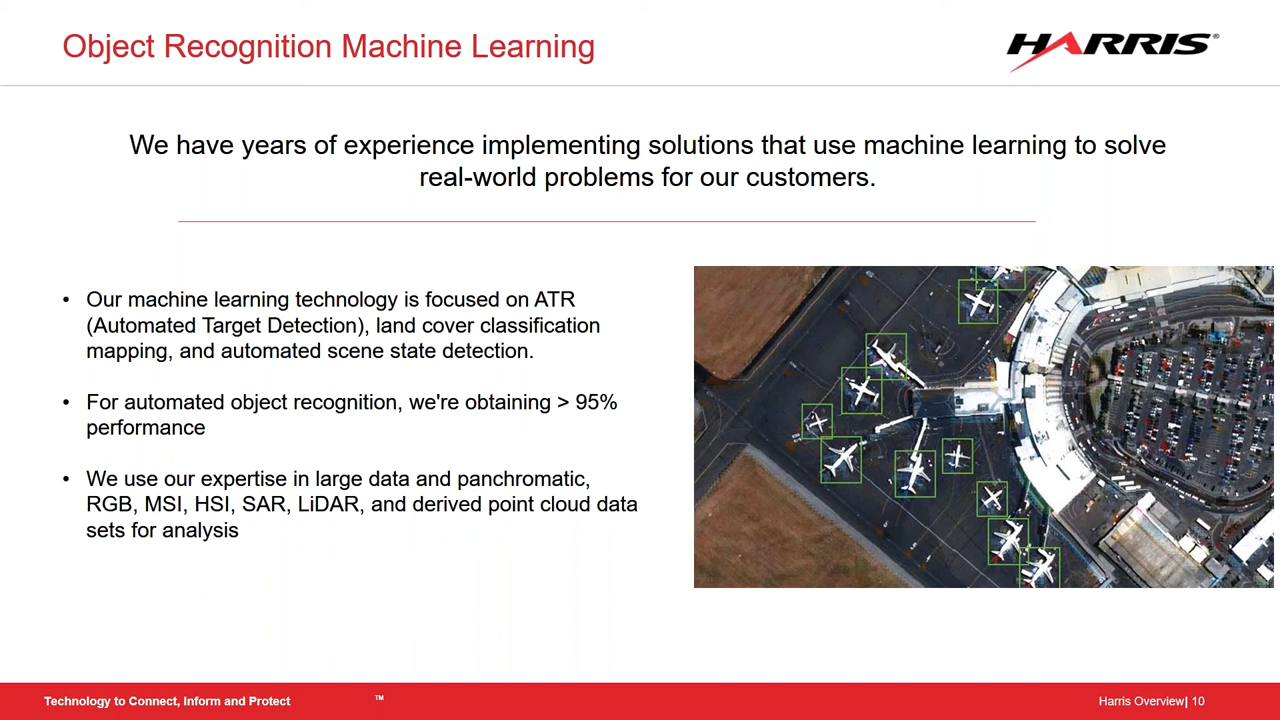 Object Recognition Machine Learning
HARRIS®
We have years of experience implementing solutions that use machine learning to solve
real-world problems for our customers.
• Our machine learning technology is focused on ATR
(Automated Target Detection), land cover classification
mapping, and automated scene state detection.
• For automated object recognition, we're obtaining > 95%
performance
• We use our expertise in large data and panchromatic,
RGB, MSI, HSI, SAR, LiDAR, and derived point cloud data
sets for analysis
Technology to Connect, Inform and Protect ™
Harris Overview| 10